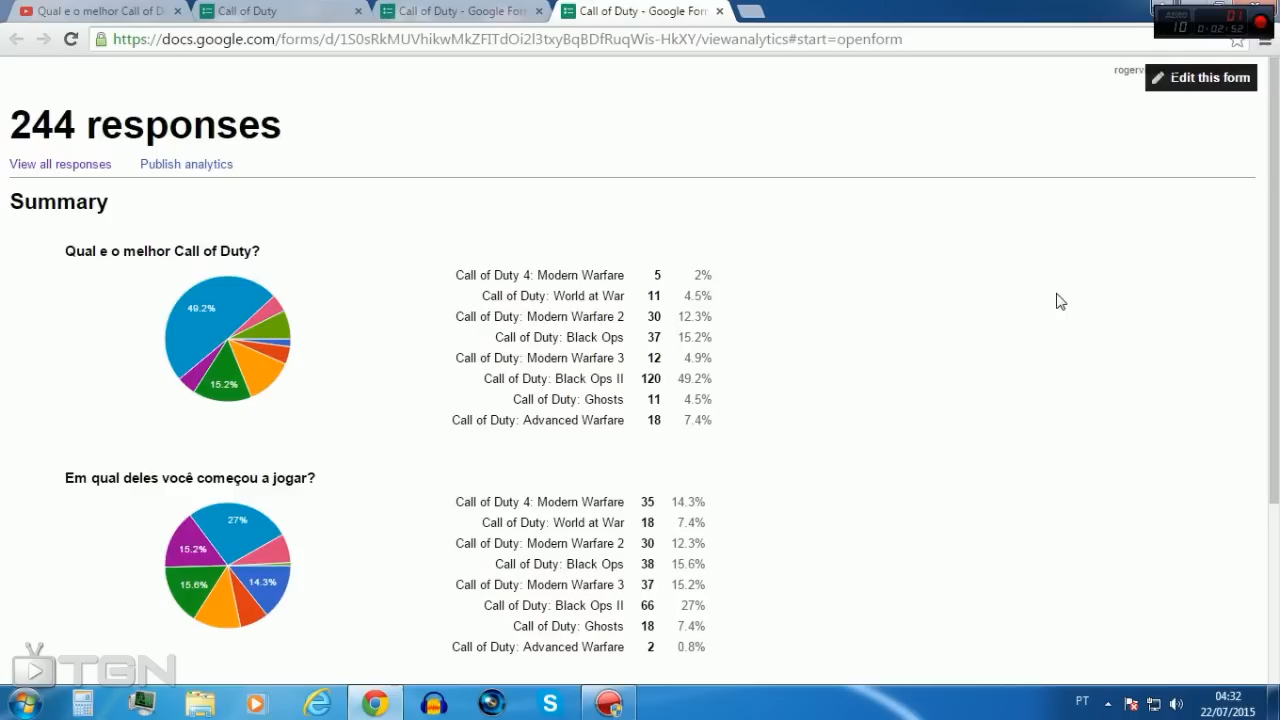 Qual e o melhor Call of D
Call of Duty
Call of Duty
Call of Duty - Google For
https://docs.google.com/
/viewanalytics#start=openform
01
10 0:02:52
rogerv
Edit this form
244 responses
View all responses Publish analytics
Summary
Qual e o melhor Call of Duty?
49.2%
15.2%
Call of Duty 4: Modern Warfare 5 2%
Call of Duty: World at War 11 4.5%
Call of Duty: Modern Warfare 2 30 12.3%
Call of Duty: Black Ops 37 15.2%
Call of Duty: Modern Warfare 3 12 4.9%
Call of Duty: Black Ops II 120 49.2%
Call of Duty: Ghosts 11 4.5%
Call of Duty: Advanced Warfare 18 7.4%
Em qual deles você começou a jogar?
27%
15.2%
15.6%
14.3%
Call of Duty 4: Modern Warfare 35 14.3%
Call of Duty: World at War 18 7.4%
Call of Duty: Modern Warfare 2 30 12.3%
Call of Duty: Black Ops 38 15.6%
Call of Duty: Modern Warfare 3 37 15.2%
Call of Duty: Black Ops II 66 27%
Call of Duty: Ghosts 18 7.4%
Call of Duty: Advanced Warfare 2 0.8%
TGN
PT
04:32
22/07/2015